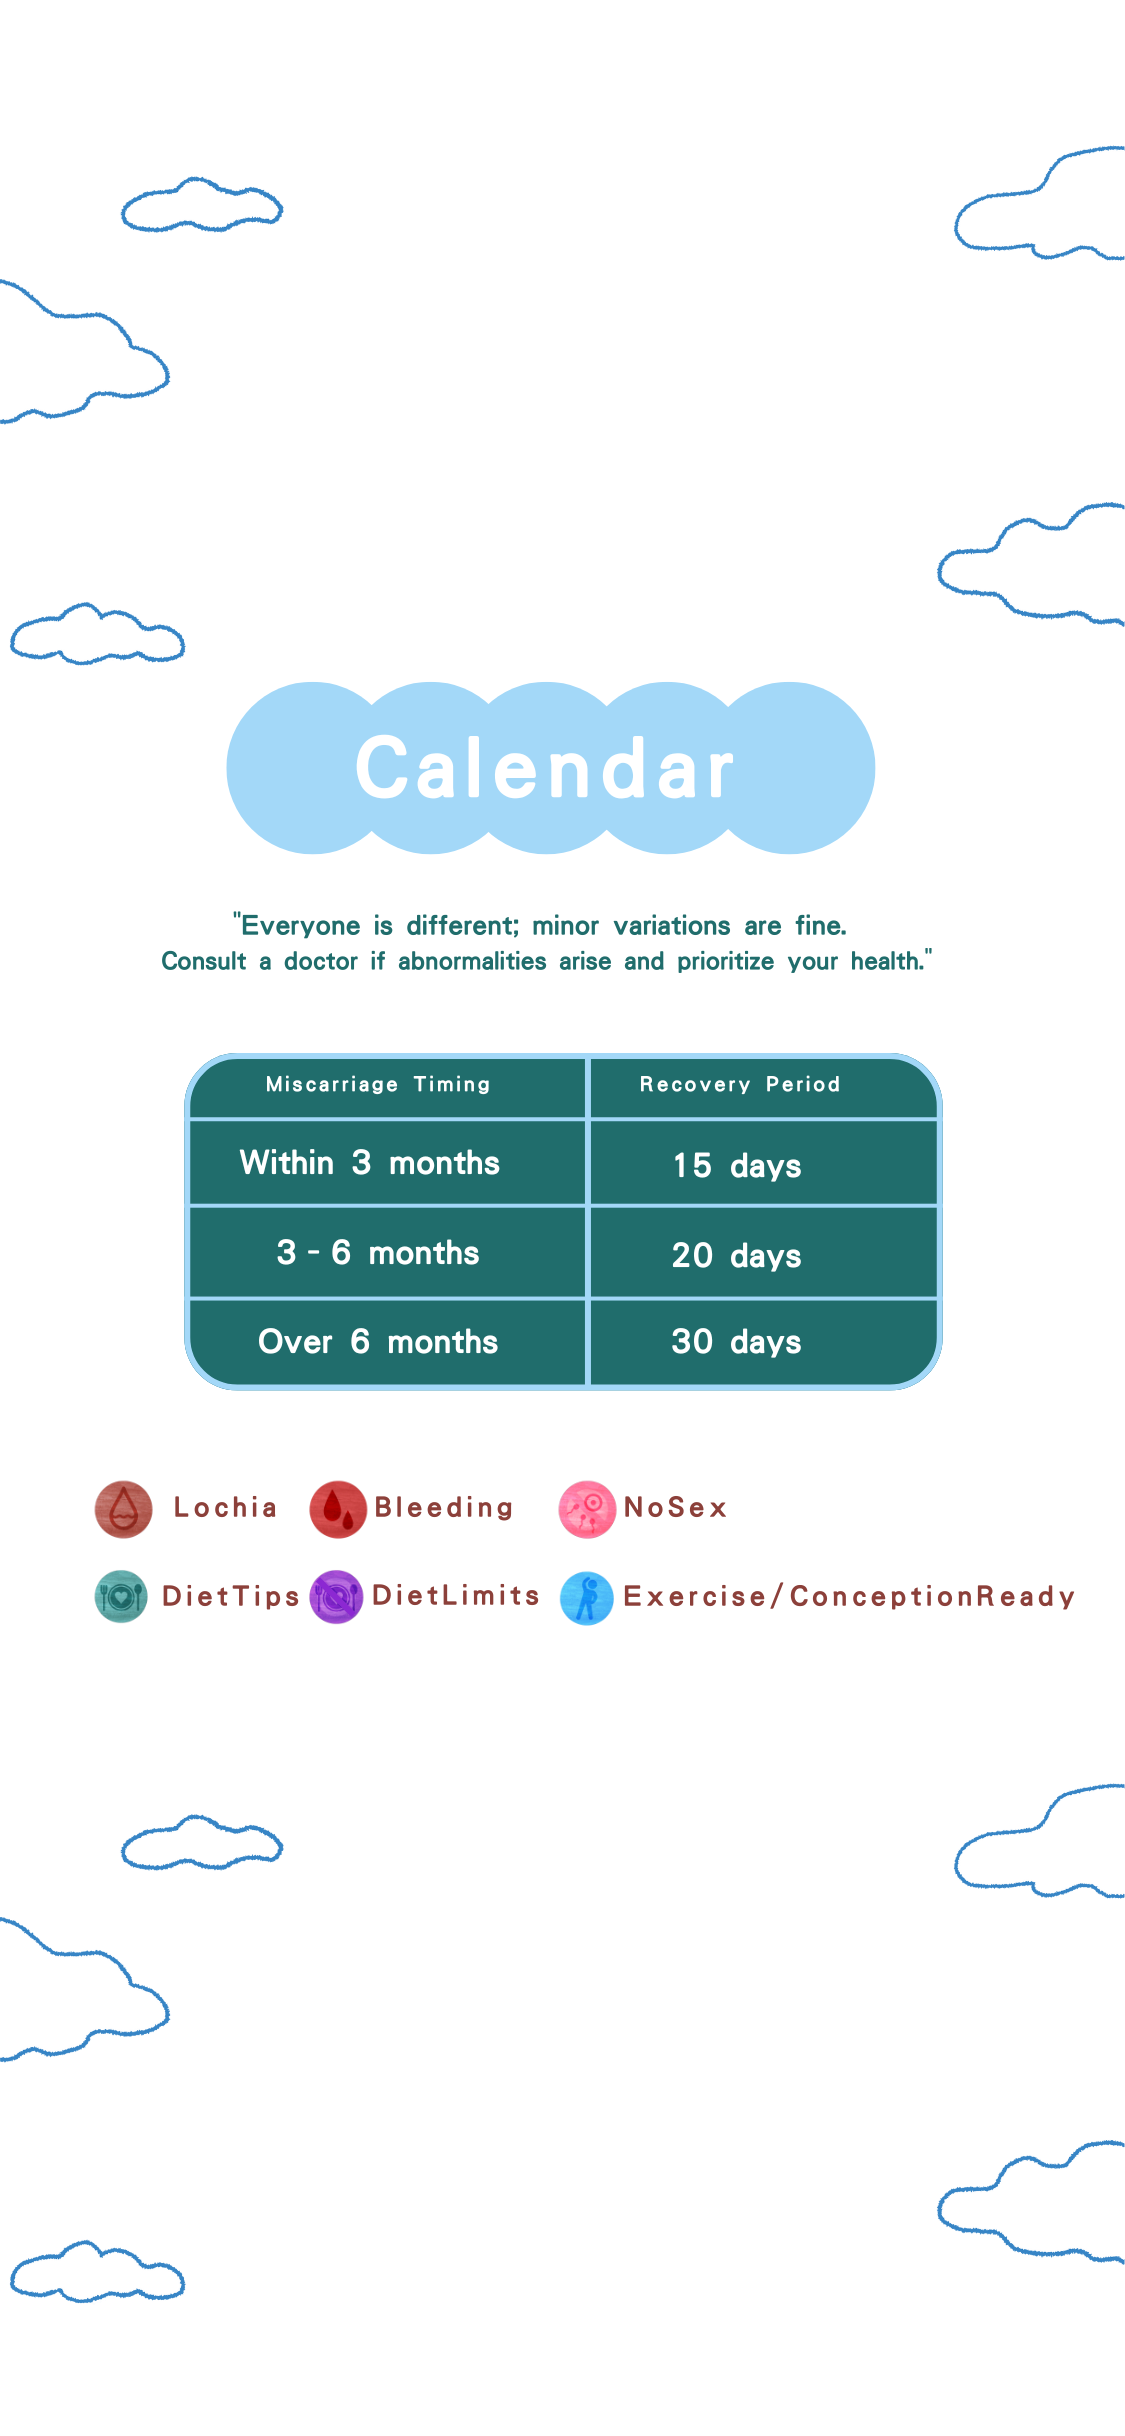 Calendar
"Everyone is different; minor variations are fine.
Consult a doctor if abnormalities arise and prioritize your health."
Miscarriage Timing Recovery Period
Within 3 months 15 days
3 - 6 months 20 days
Over 6 months 30 days
Lochia Bleeding NoSex
DietTips DietLimits Exercise/ConceptionReady